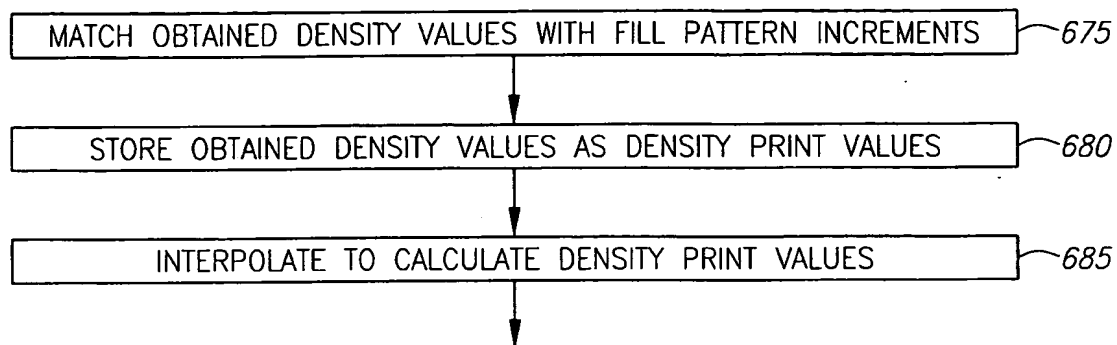 MATCH OBTAINED DENSITY VALUES WITH FILL PATTERN INCREMENTS 675
STORE OBTAINED DENSITY VALUES AS DENSITY PRINT VALUES 680
INTERPOLATE TO CALCULATE DENSITY PRINT VALUES 685